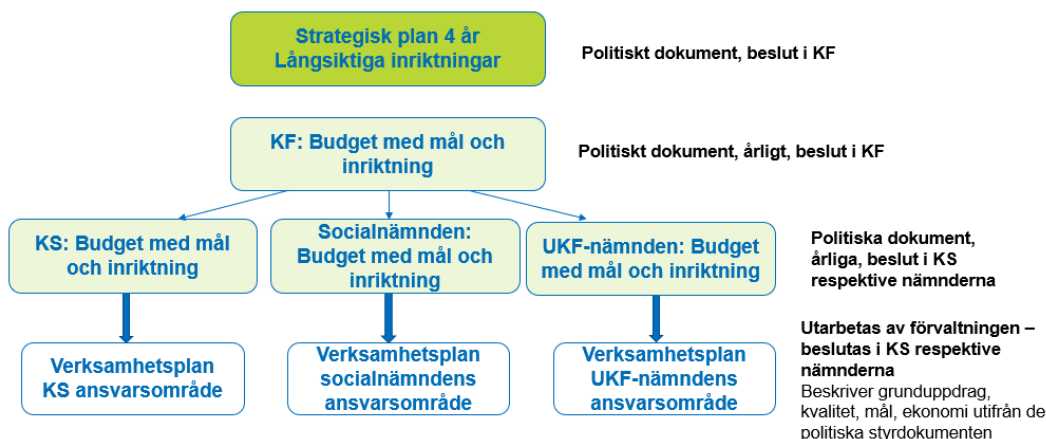 Strategisk plan 4 år
Långsiktiga inriktningar
Politiskt dokument, beslut i KF
KF: Budget med mål och
inriktning
Politiskt dokument, årligt, beslut i KF
KS: Budget med mål
och inriktning
Socialnämnden:
Budget med mål och
inriktning
UKF-nämnden: Budget
med mål och inriktning
Politiska dokument,
årliga, beslut i KS
respektive nämnderna
Verksamhetsplan
KS ansvarsområde
Verksamhetsplan
socialnämndens
ansvarsområde
Verksamhetsplan
UKF-nämndens
ansvarsområde
Utarbetas av förvaltningen –
beslutas i KS respektive
nämnderna
Beskriver grunduppdrag,
kvalitet, mål, ekonomi utifrån de
politiska styrdokumenten